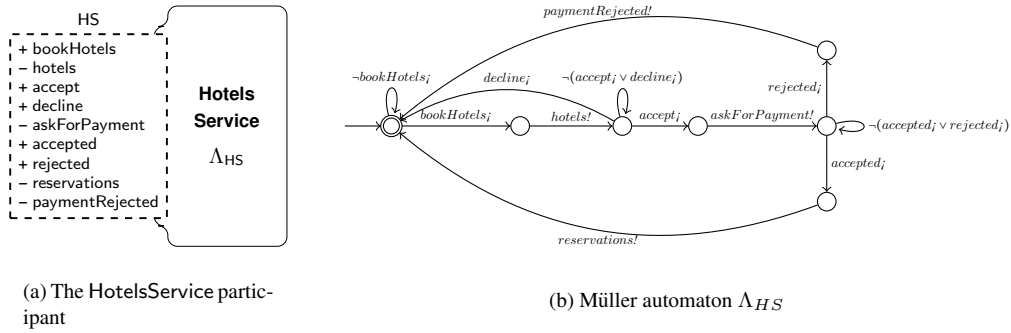 HS
+ bookHotels
− hotels
+ accept
+ decline
− askForPayment
+ accepted
+ rejected
− reservations
− paymentRejected
Hotels
Service
Λ_HS
(a) The HotelsService partic-
ipant
paymentRejected!
¬bookHotels¡
decline¡
¬(accept¡ ∨ decline¡)
rejected¡
bookHotels¡
hotels!
accept¡
askForPayment!
¬(accepted¡ ∨ rejected¡)
accepted¡
reservations!
(b) Müller automaton Λ_HS